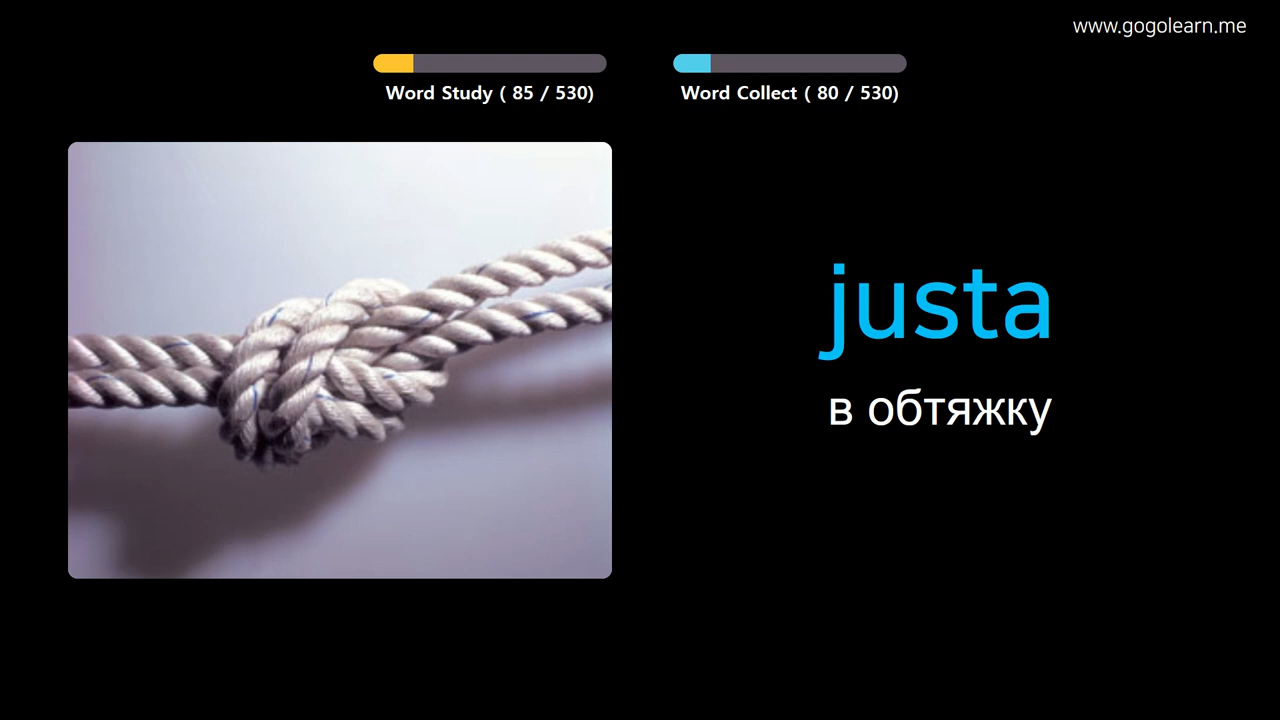 www.gogolearn.me
Word Study ( 85 / 530)
Word Collect ( 80 / 530)
justa
в обтяжку